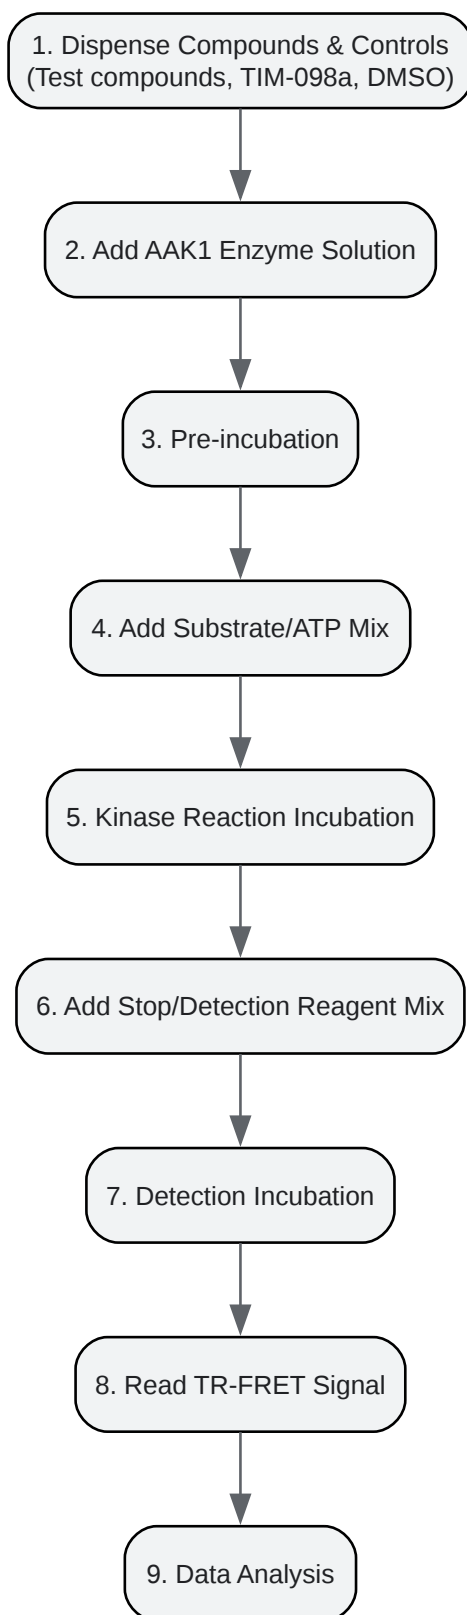 1. Dispense Compounds & Controls
(Test compounds, TIM-098a, DMSO)
2. Add AAK1 Enzyme Solution
3. Pre-incubation
4. Add Substrate/ATP Mix
5. Kinase Reaction Incubation
6. Add Stop/Detection Reagent Mix
7. Detection Incubation
8. Read TR-FRET Signal
9. Data Analysis